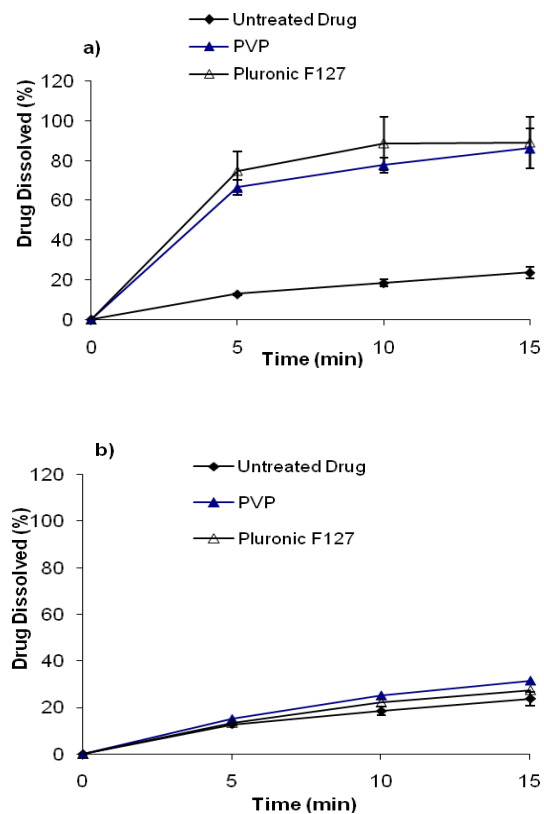 Untreated Drug
a)
PVP
Pluronic F127
120
100
80
60
40
20
0
Drug Dissolved (%)
0 5 10 15
Time (min)
b)
Untreated Drug
PVP
Pluronic F127
120
100
80
60
40
20
0
Drug Dissolved (%)
0 5 10 15
Time (min)